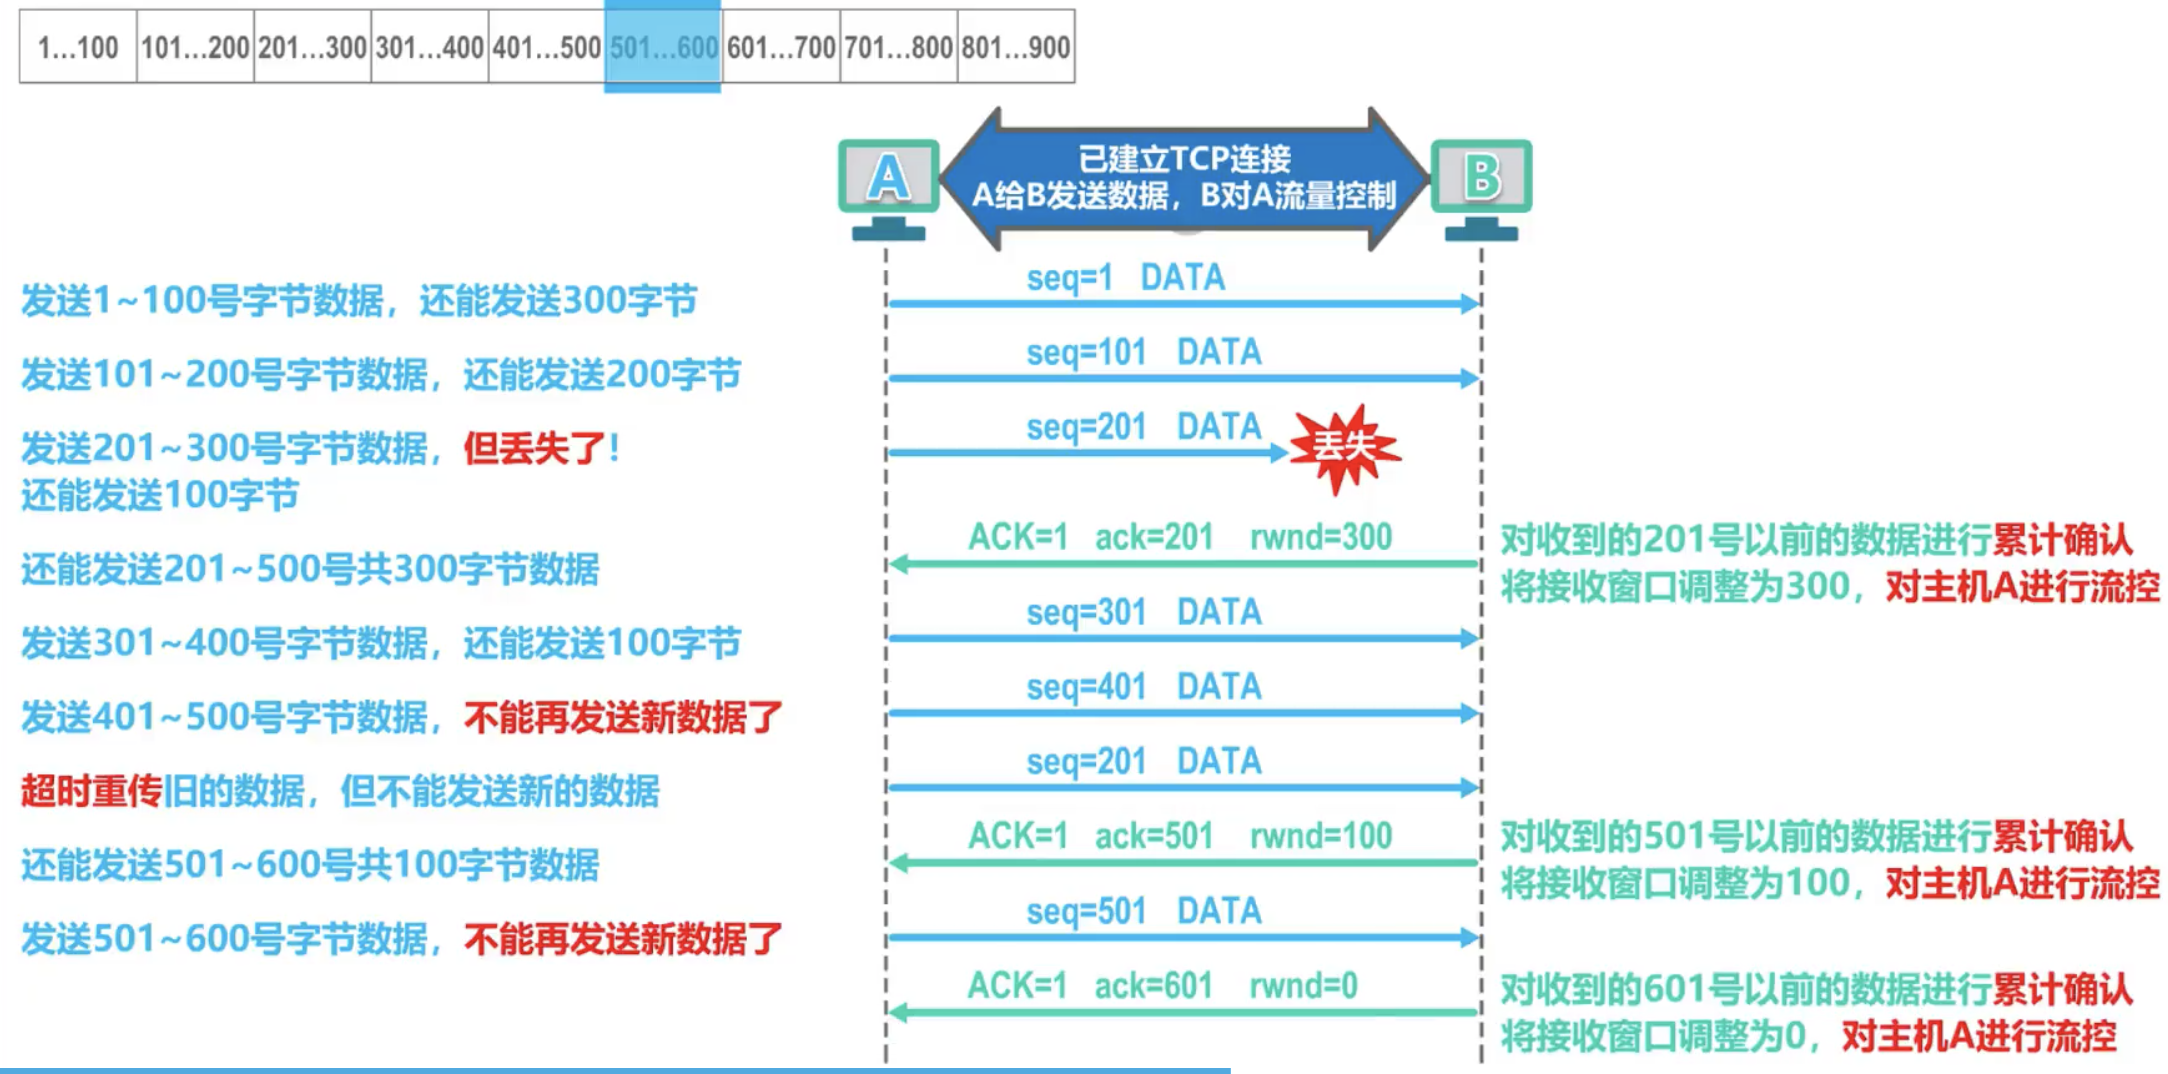 1...100 101...200 201...300 301...400 401...500 501...600 601...700 701...800 801...900
A
已建立TCP连接
A给B发送数据，B对A流量控制
B
发送1~100号字节数据，还能发送300字节
seq=1 DATA
发送101~200号字节数据，还能发送200字节
seq=101 DATA
发送201~300号字节数据，但丢失了！
还能发送100字节
seq=201 DATA
丢失
还能发送201~500号共300字节数据
ACK=1 ack=201 rwnd=300
对收到的201号以前的数据进行累计确认
将接收窗口调整为300，对主机A进行流控
发送301~400号字节数据，还能发送100字节
seq=301 DATA
发送401~500号字节数据，不能再发送新数据了
seq=401 DATA
超时重传旧的数据，但不能发送新的数据
seq=201 DATA
还能发送501~600号共100字节数据
ACK=1 ack=501 rwnd=100
对收到的501号以前的数据进行累计确认
将接收窗口调整为100，对主机A进行流控
发送501~600号字节数据，不能再发送新数据了
seq=501 DATA
ACK=1 ack=601 rwnd=0
对收到的601号以前的数据进行累计确认
将接收窗口调整为0，对主机A进行流控